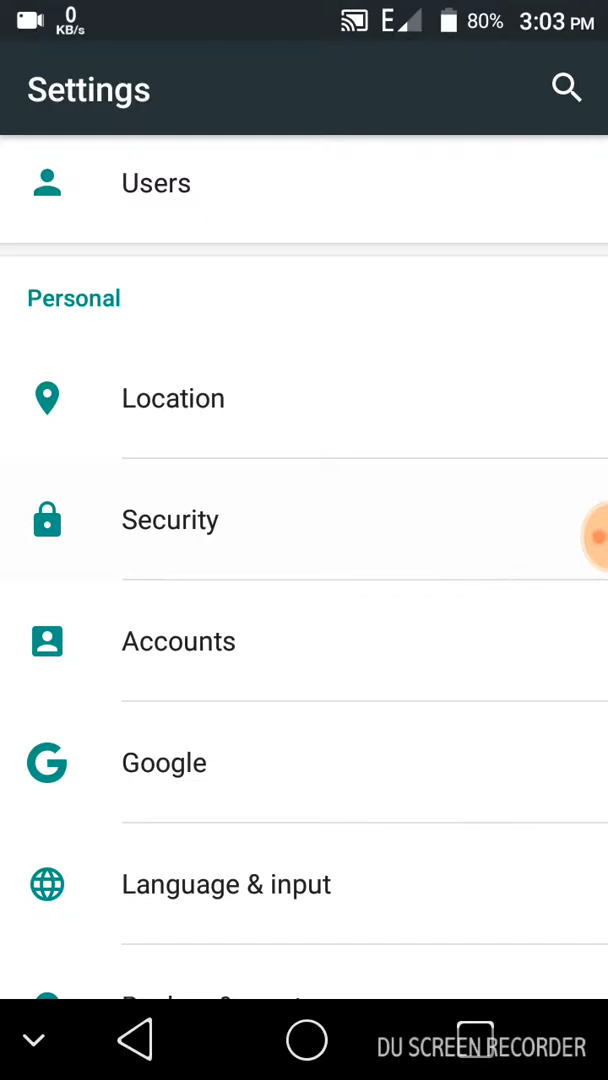 0
KB/s
E
80%
3:03 PM
Settings
Users
Personal
Location
Security
Accounts
Google
Language & input
DU SCREEN RECORDER